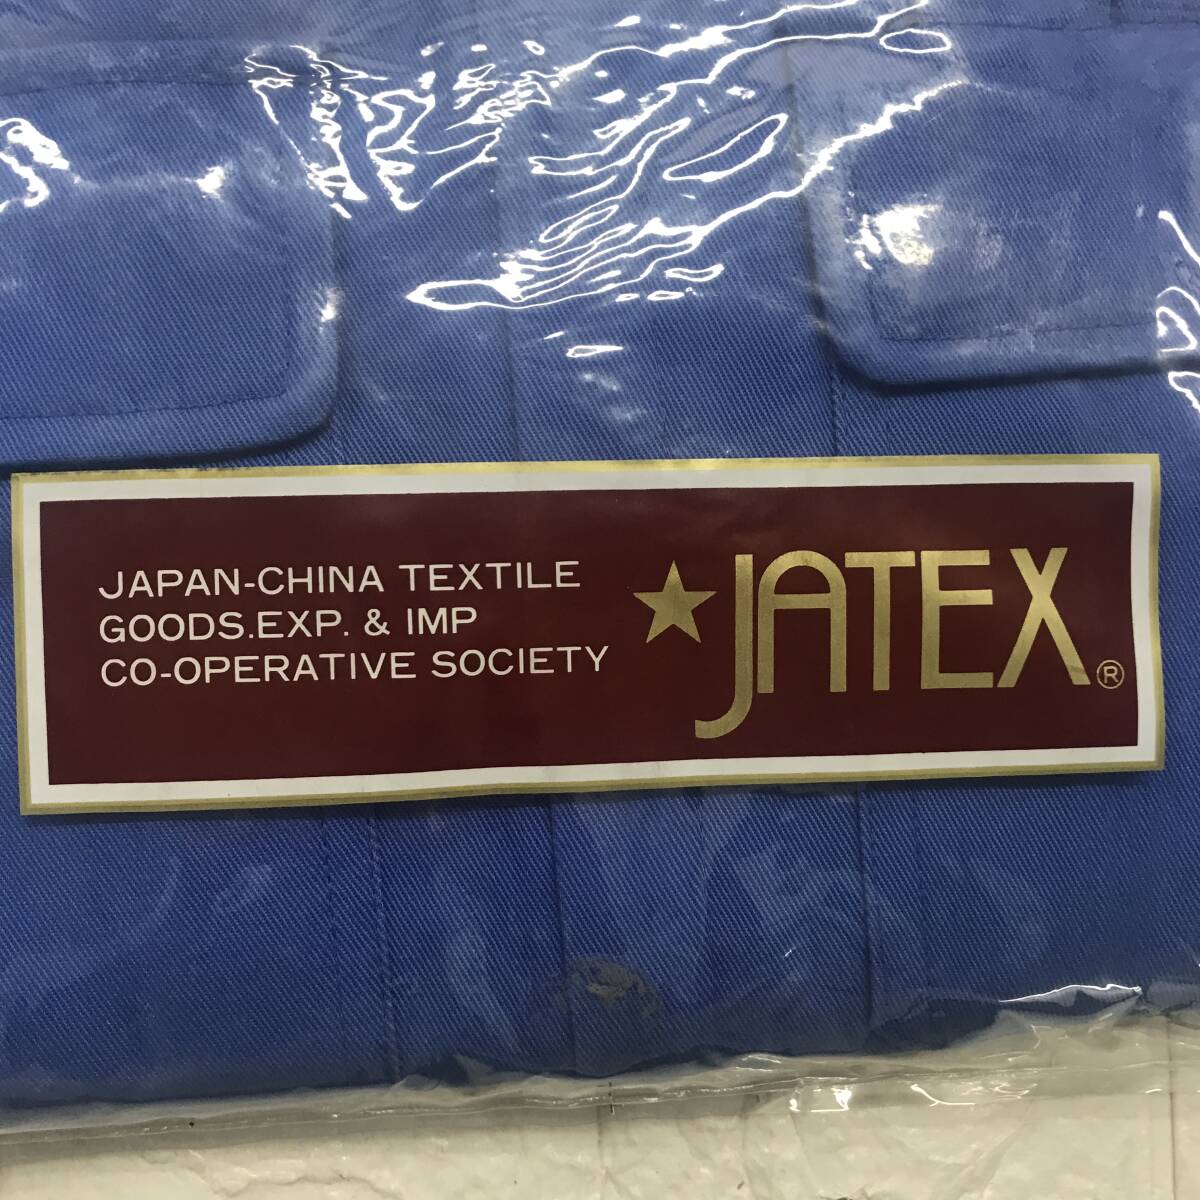 JAPAN-CHINA TEXTILE
GOODS.EXP. & IMP
CO-OPERATIVE SOCIETY
★JATEX®